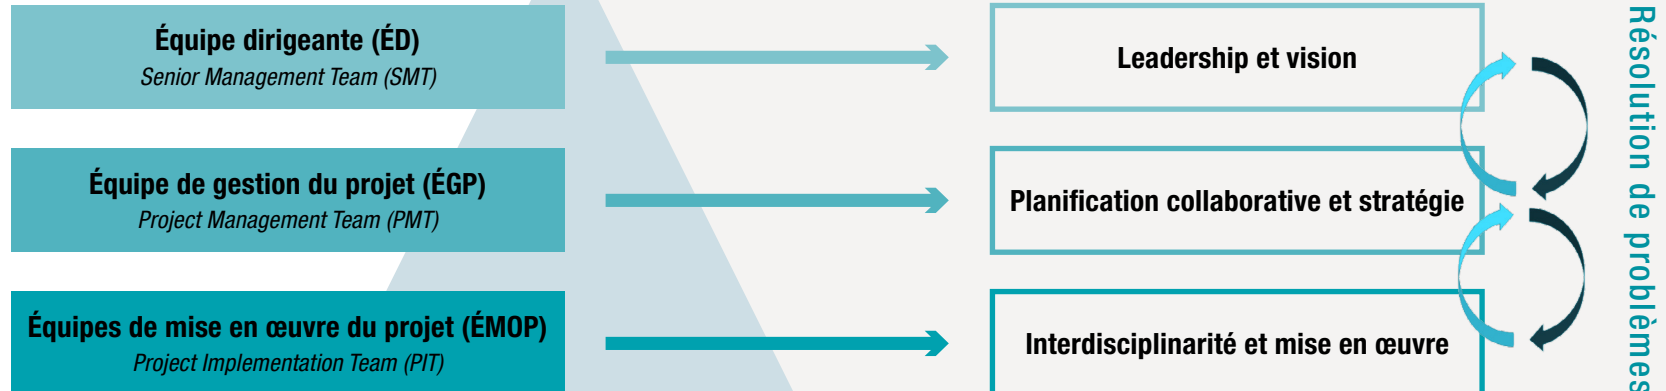 Équipe dirigeante (ÉD)
Senior Management Team (SMT)
Leadership et vision
Équipe de gestion du projet (ÉGP)
Project Management Team (PMT)
Planification collaborative et stratégie
Équipes de mise en œuvre du projet (ÉMOP)
Project Implementation Team (PIT)
Interdisciplinarité et mise en œuvre
Résolution de problèmes